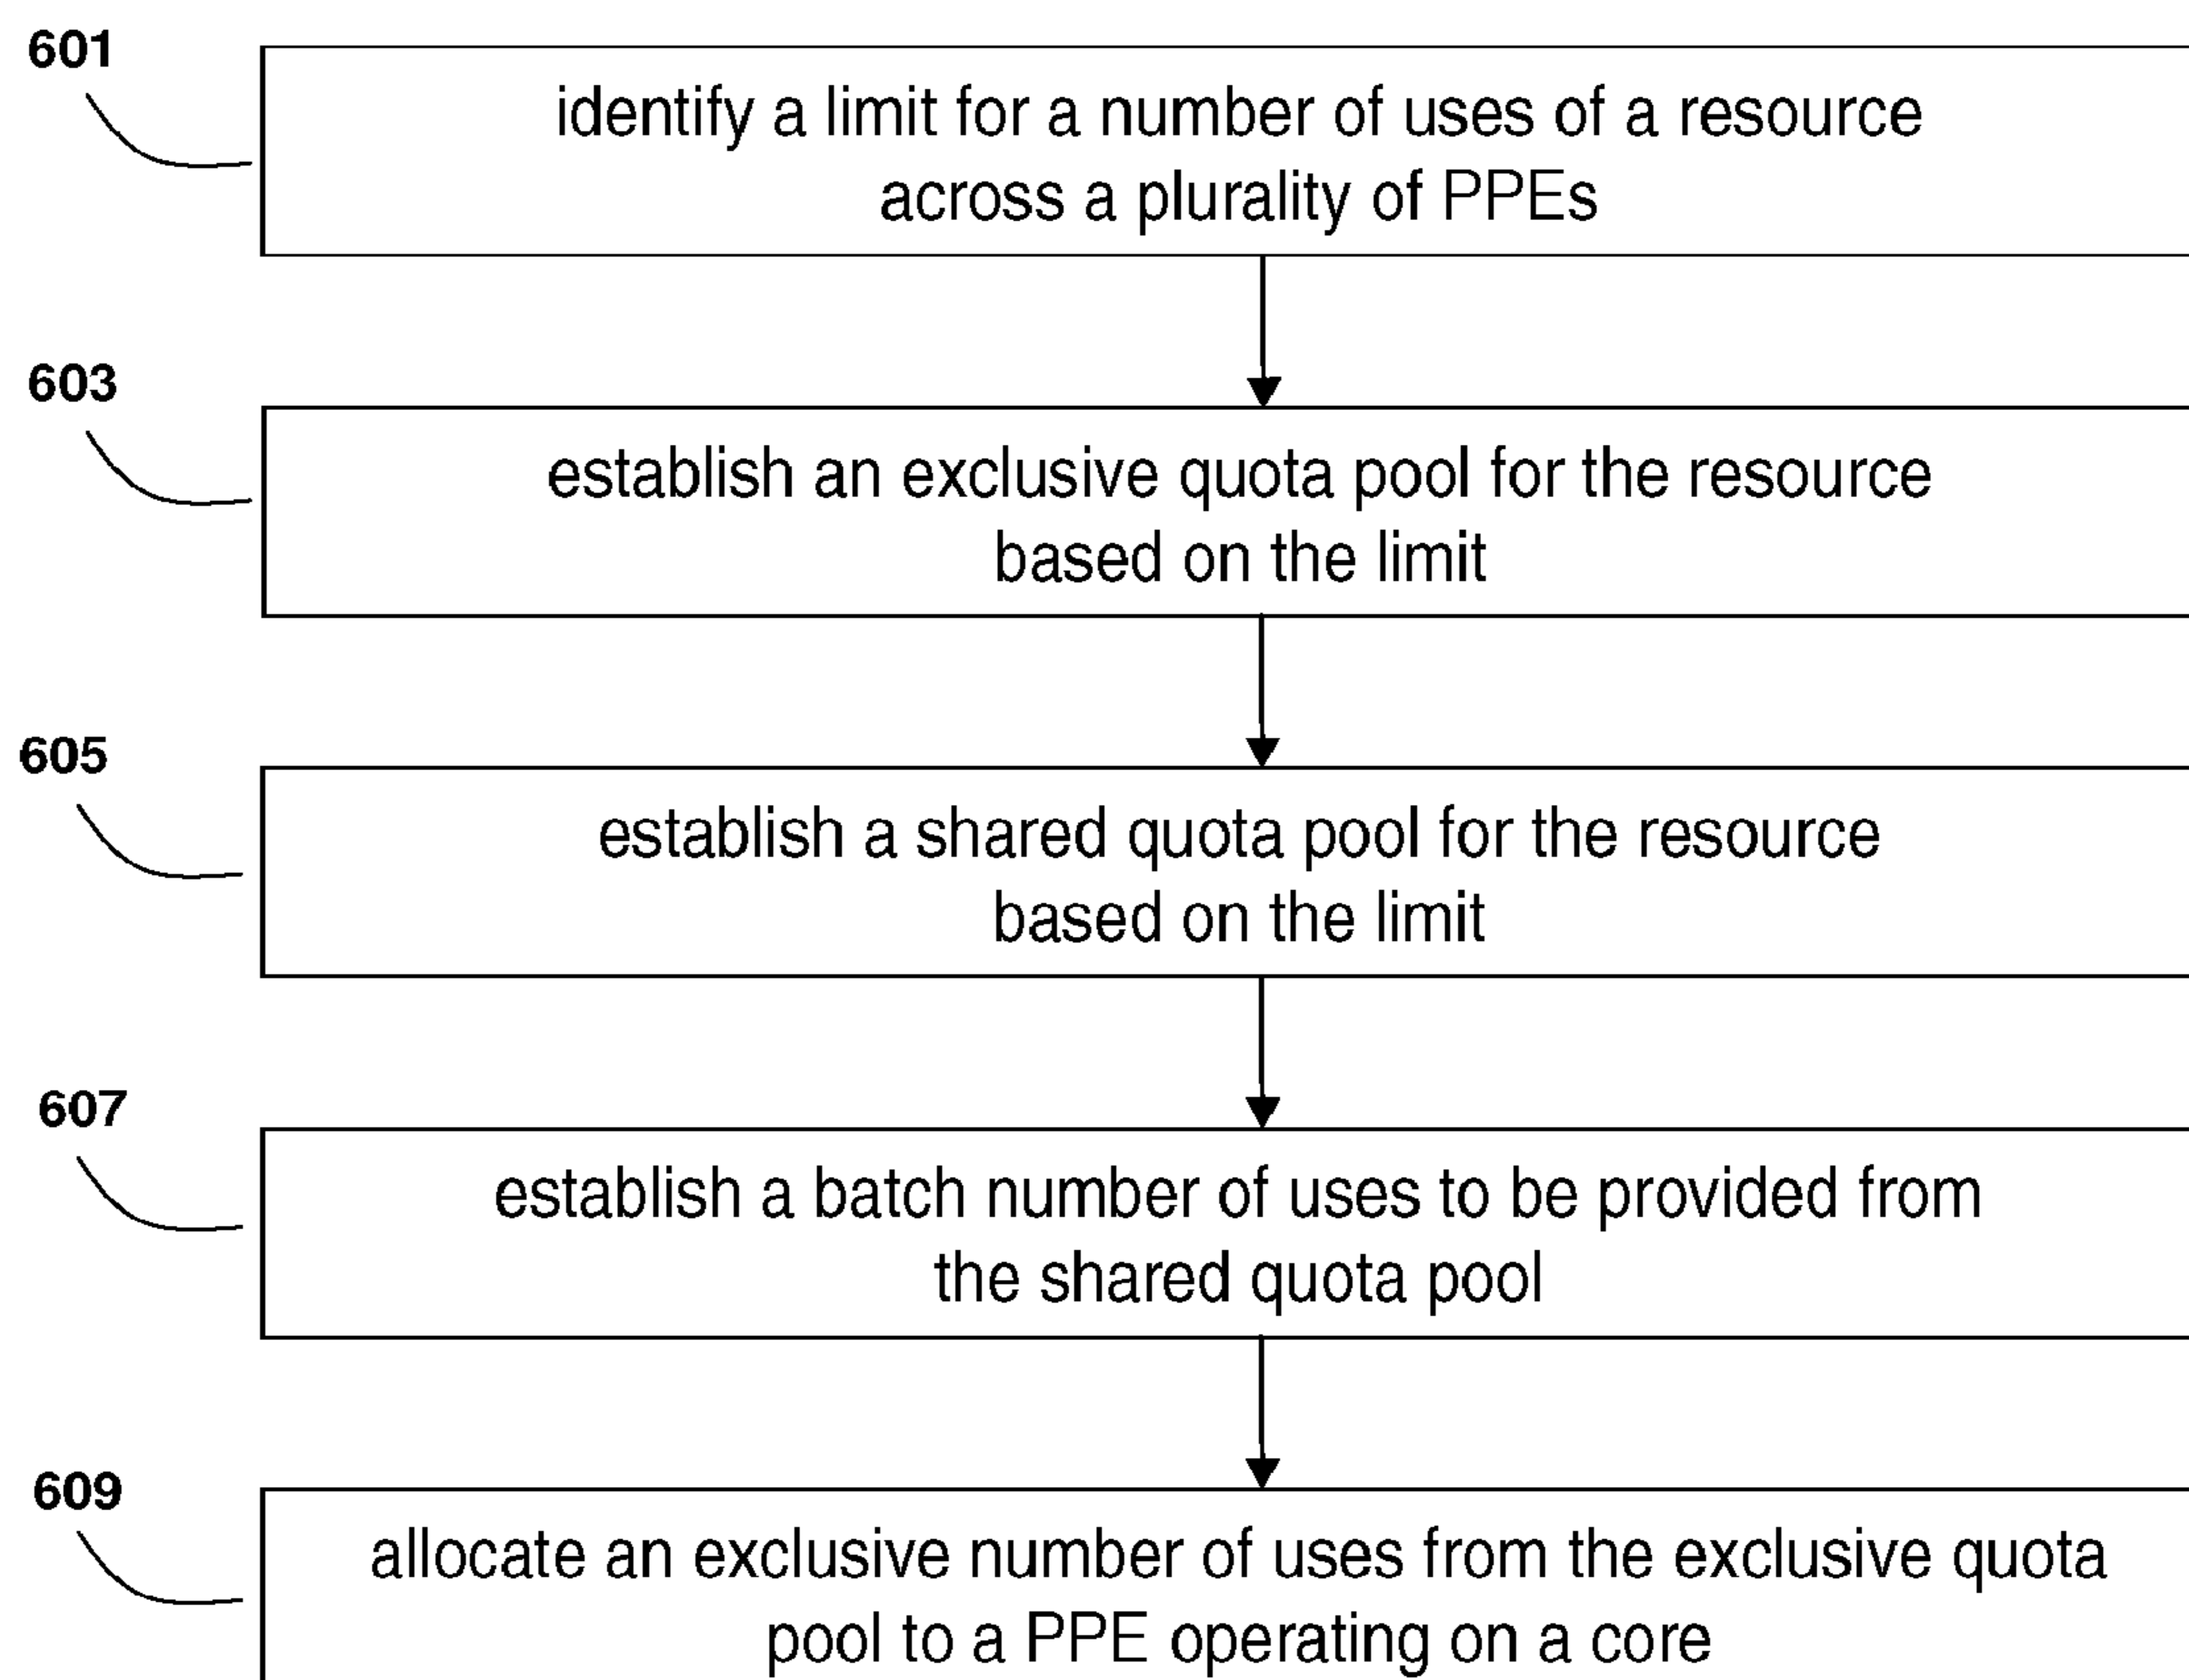 601
identify a limit for a number of uses of a resource
across a plurality of PPEs
603
establish an exclusive quota pool for the resource
based on the limit
605
establish a shared quota pool for the resource
based on the limit
607
establish a batch number of uses to be provided from
the shared quota pool
609
allocate an exclusive number of uses from the exclusive quota
pool to a PPE operating on a core